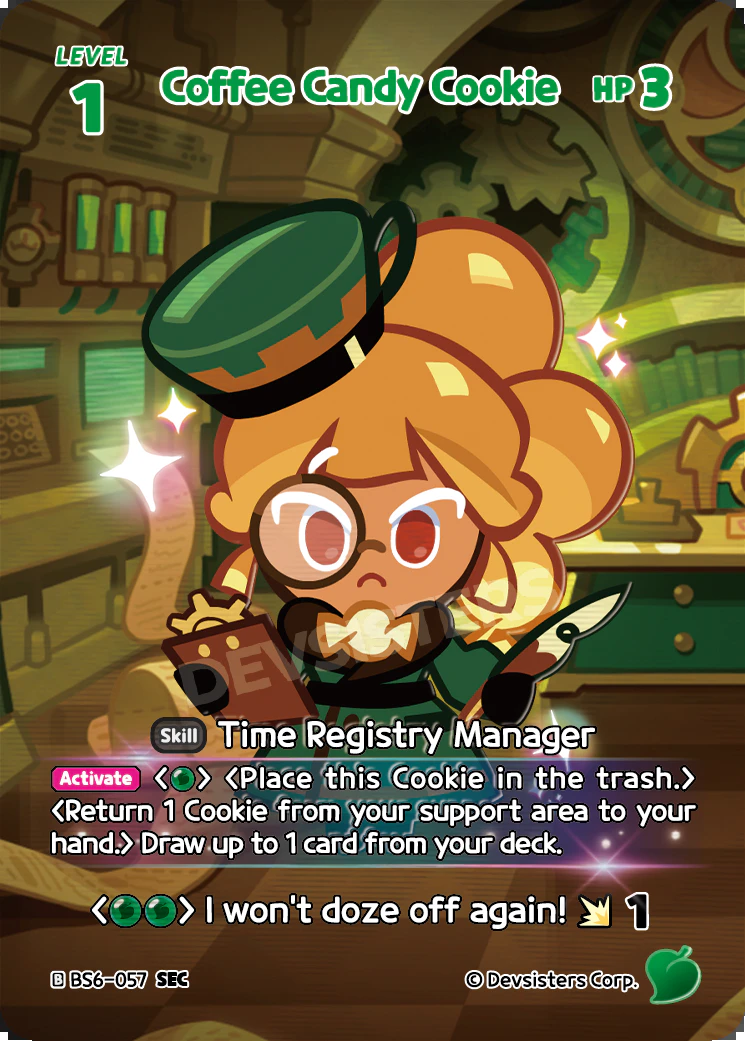 LEVEL
1
Coffee Candy Cookie
HP 3
DEVSISTERS
Skill Time Registry Manager
Activate < > <Place this Cookie in the trash.>
<Return 1 Cookie from your support area to your
hand.> Draw up to 1 card from your deck.
< > I won't doze off again! 1
B BS6-057 SEC
© Devsisters Corp.